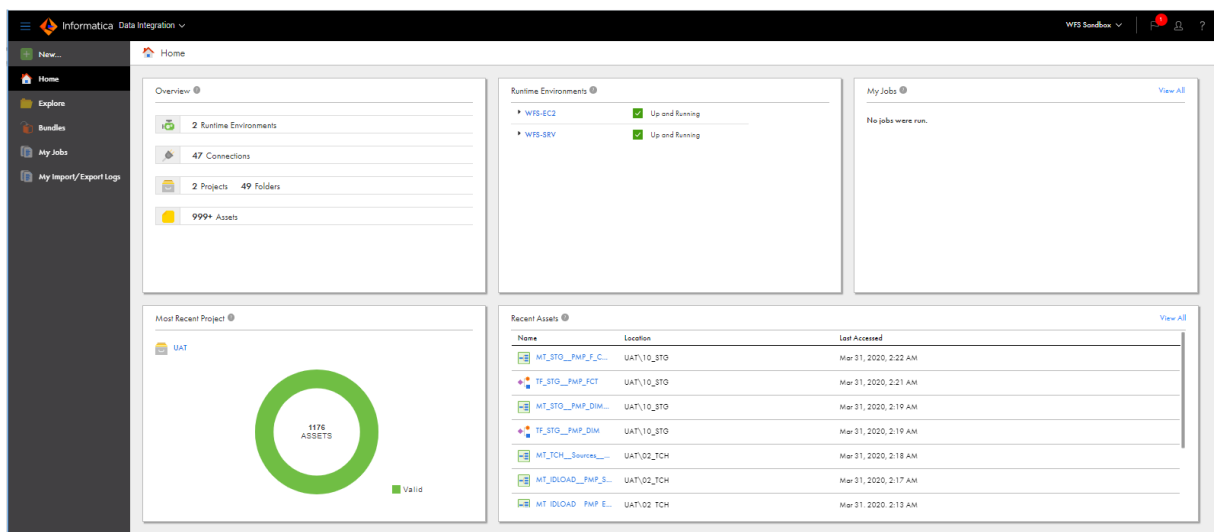 Informatica Data Integration
WFS Sandbox
1
?
New...
Home
Explore
Bundles
My Jobs
My Import/Export Logs
Home
Overview
2 Runtime Environments
47 Connections
2 Projects 49 Folders
999+ Assets
Runtime Environments
WFS-EC2 Up and Running
WFS-SRV Up and Running
My Jobs View All
No jobs were run.
Most Recent Project
UAT
1176
ASSETS
Valid
Recent Assets View All
Name Location Last Accessed
MT_STG__PMP_F_C... UAT\10_STG Mar 31, 2020, 2:22 AM
TF_STG__PMP_FCT UAT\10_STG Mar 31, 2020, 2:21 AM
MT_STG__PMP_DIM... UAT\10_STG Mar 31, 2020, 2:19 AM
TF_STG__PMP_DIM UAT\10_STG Mar 31, 2020, 2:19 AM
MT_TCH__Sources__... UAT\02_TCH Mar 31, 2020, 2:18 AM
MT_IDLOAD__PMP_S... UAT\02_TCH Mar 31, 2020, 2:17 AM
MT_IDLOAD__PMP_E... UAT\02_TCH Mar 31, 2020, 2:13 AM